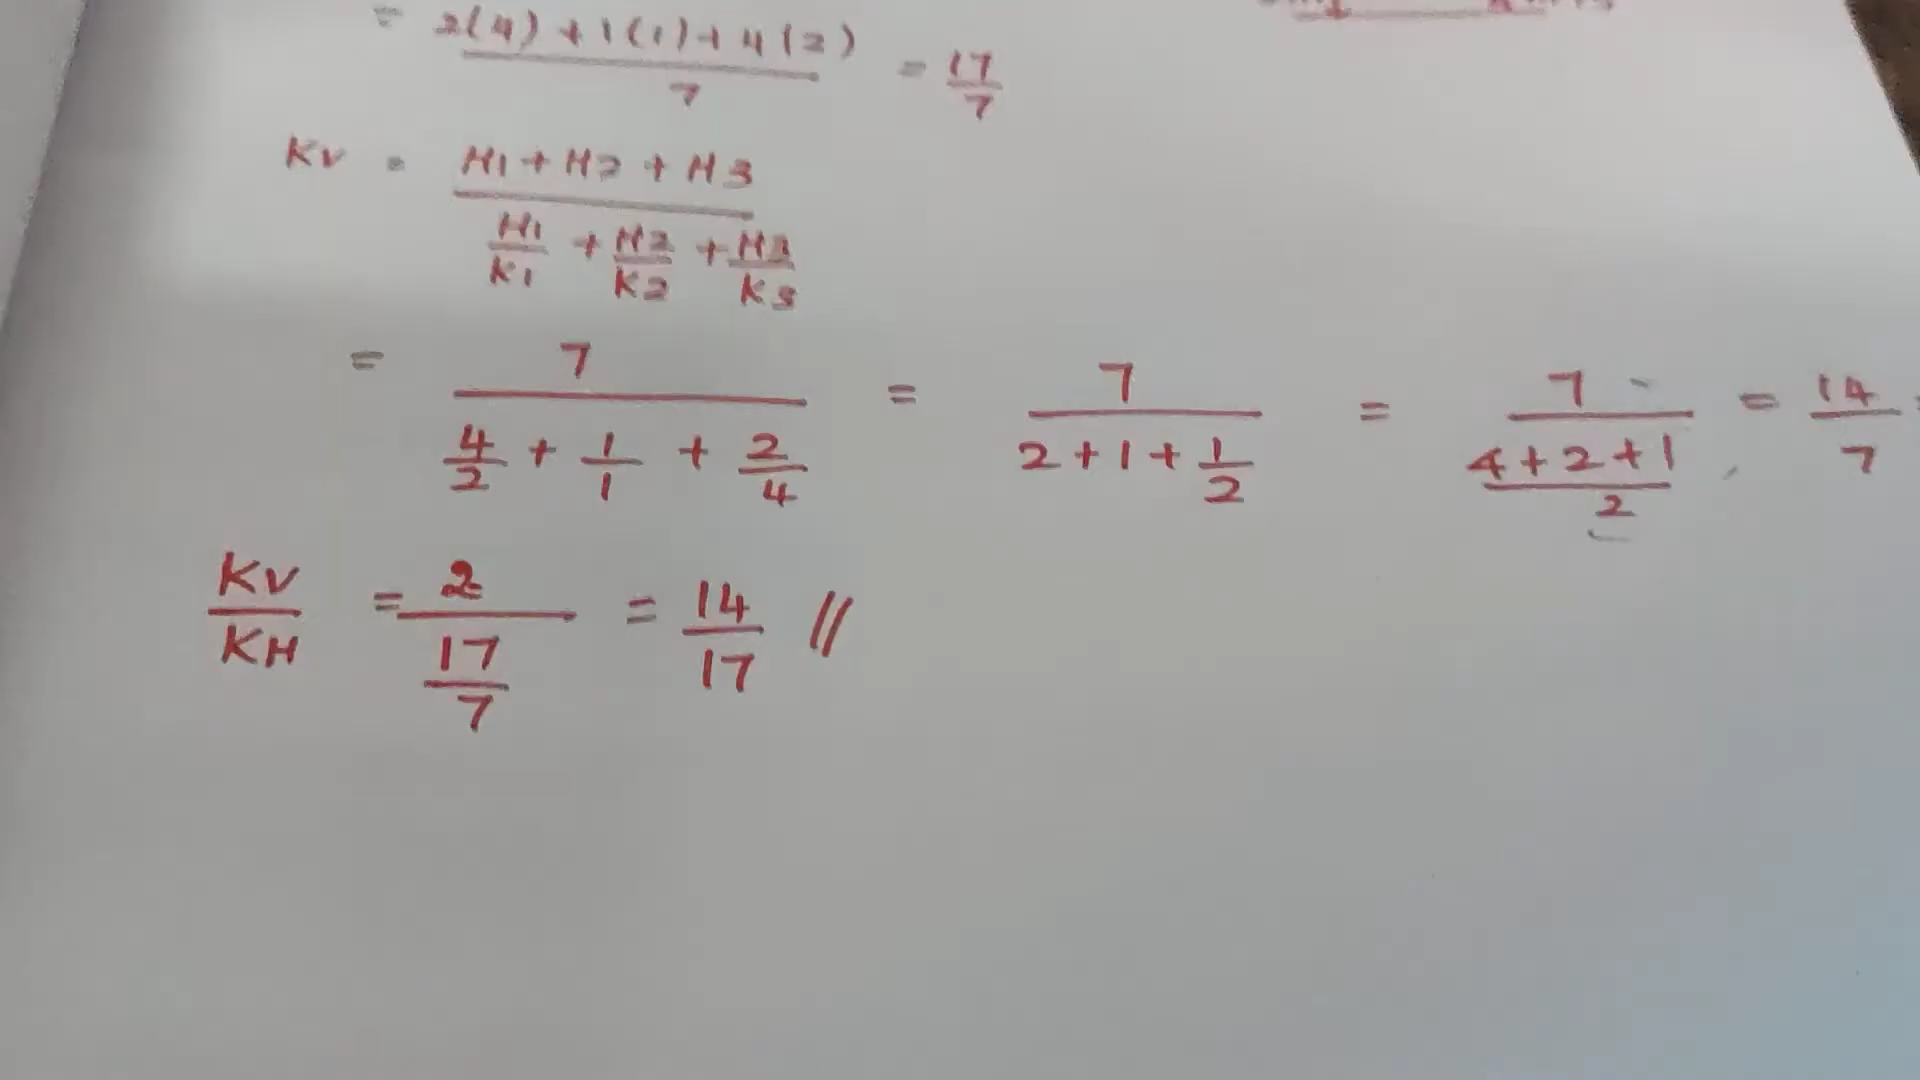 = 2(4) + 1(1) + 4(2) / 7 = 17/7
KV = H1 + H2 + H3 / H1/K1 + H2/K2 + H3/K3
= 7 / 4/2 + 1/1 + 2/4 = 7 / 2 + 1 + 1/2 = 7 / 4 + 2 + 1 / 2 = 14/7 =
KV/KH = 2 / 17/7 = 14/17 //